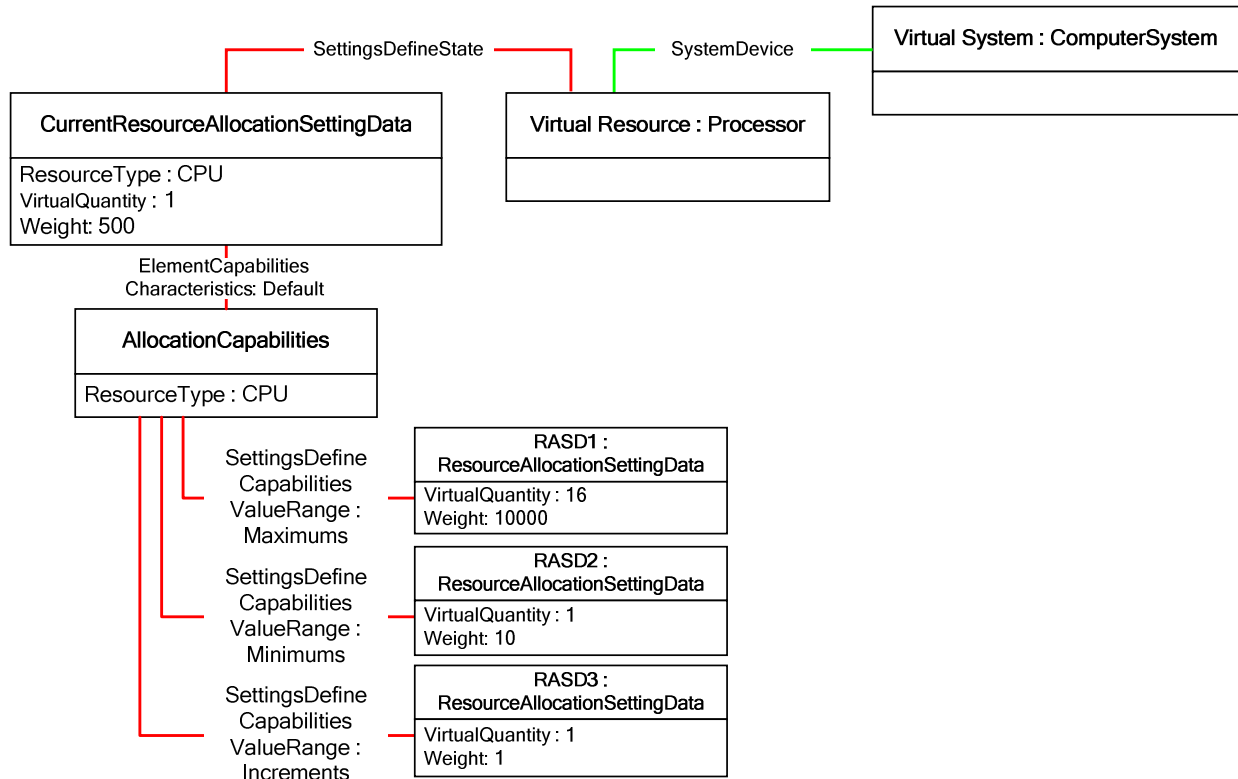 Virtual System : ComputerSystem
SettingsDefineState
SystemDevice
CurrentResourceAllocationSettingData
ResourceType : CPU
VirtualQuantity : 1
Weight: 500
Virtual Resource : Processor
ElementCapabilities
Characteristics: Default
AllocationCapabilities
ResourceType : CPU
SettingsDefine
Capabilities
ValueRange :
Maximums
RASD1 :
ResourceAllocationSettingData
VirtualQuantity : 16
Weight: 10000
SettingsDefine
Capabilities
ValueRange :
Minimums
RASD2 :
ResourceAllocationSettingData
VirtualQuantity : 1
Weight: 10
SettingsDefine
Capabilities
ValueRange :
Increments
RASD3 :
ResourceAllocationSettingData
VirtualQuantity : 1
Weight: 1